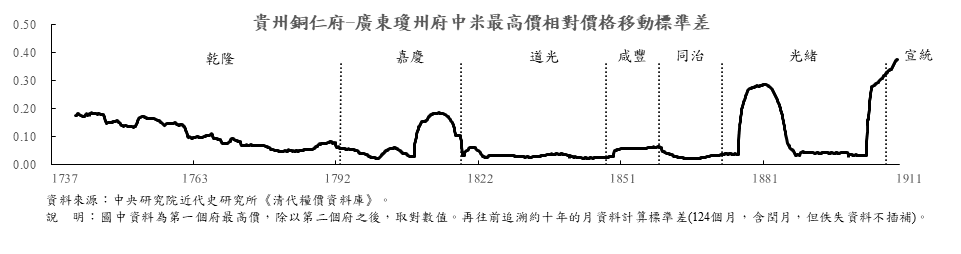 貴州銅仁府-廣東瓊州府中米最高價相對價格移動標準差
0.50
0.40
0.30
0.20
0.10
0.00
乾隆
嘉慶
道光
咸豐
同治
光緒
宣統
1737
1763
1792
1822
1851
1881
1911
資料來源：中央研究院近代史研究所《清代糧價資料庫》。
說　明：圖中資料為第一個府最高價，除以第二個府之後，取對數值。再往前追溯約十年的月資料計算標準差(124個月，含閏月，但佚失資料不插補)。